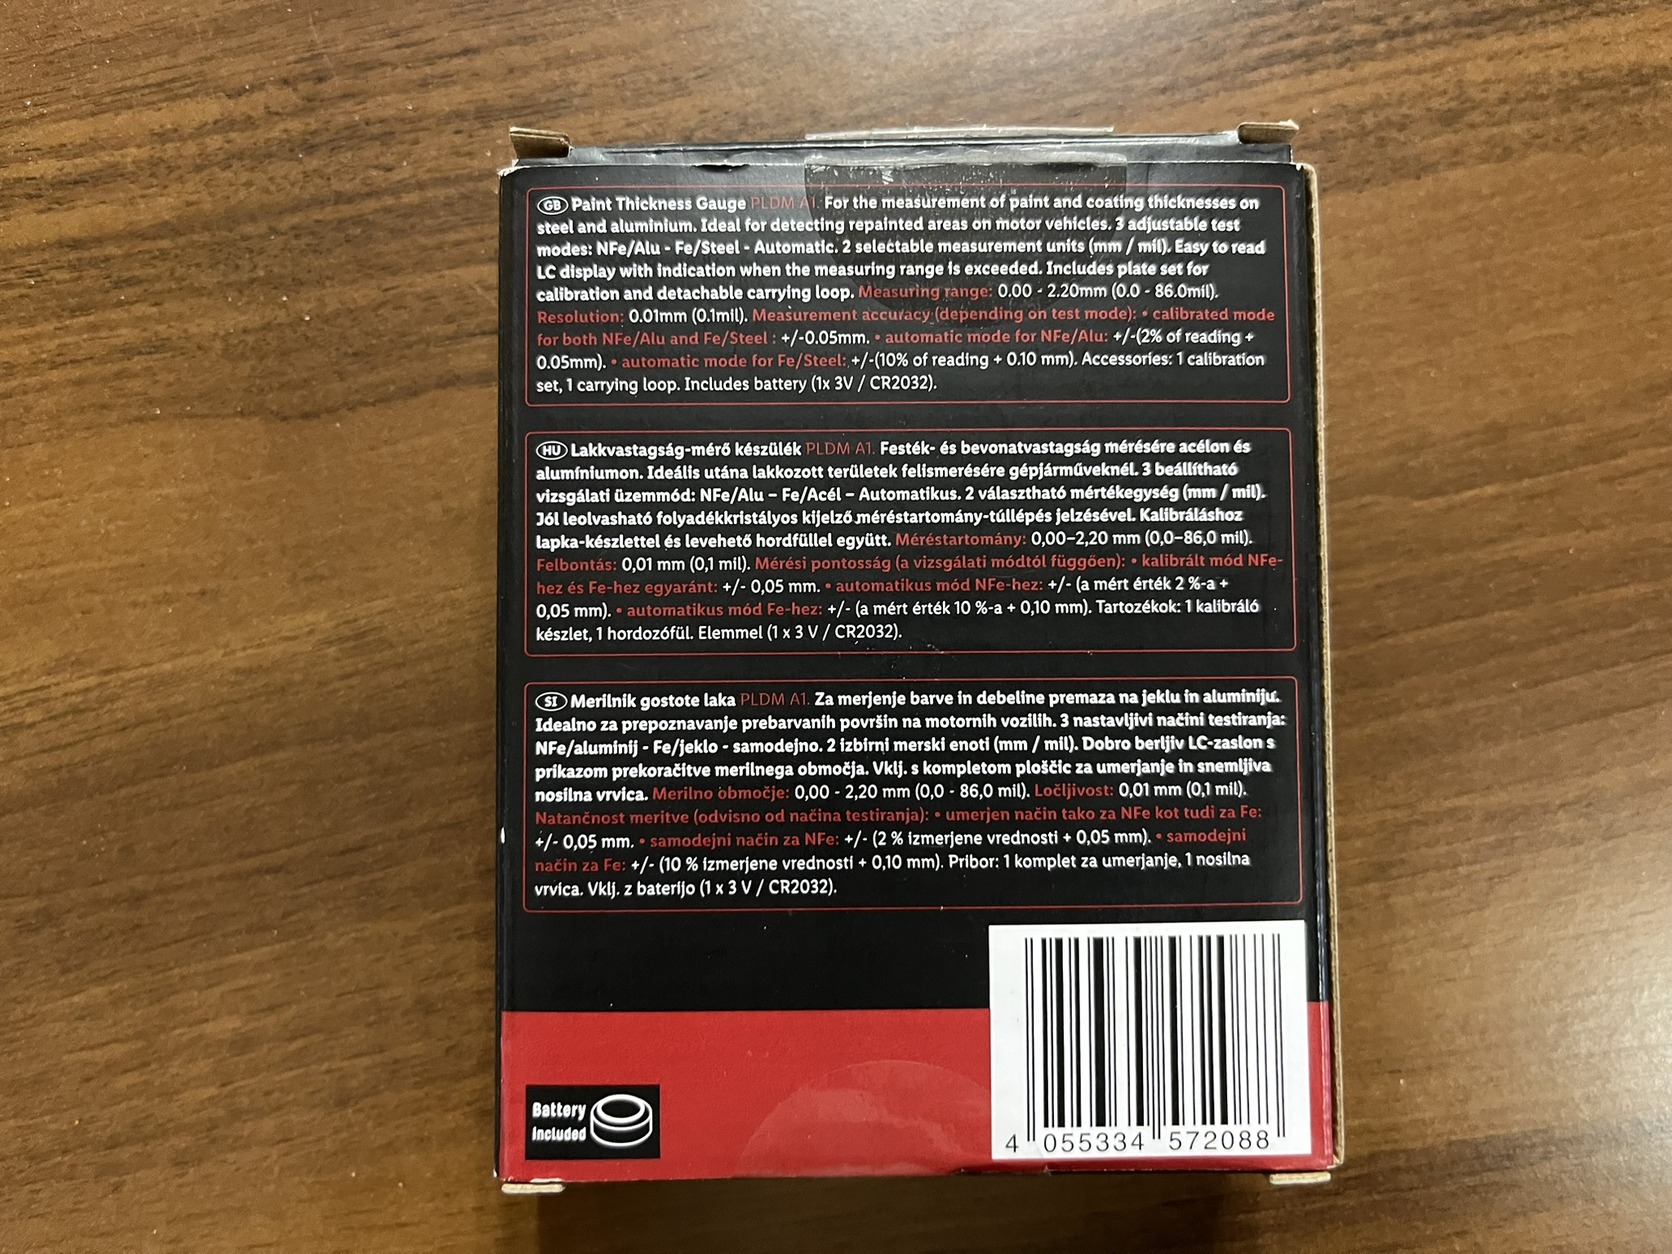 GB Paint Thickness Gauge PLDM A1. For the measurement of paint and coating thicknesses on
steel and aluminium. Ideal for detecting repainted areas on motor vehicles. 3 adjustable test
modes: NFe/Alu - Fe/Steel - Automatic. 2 selectable measurement units (mm / mil). Easy to read
LC display with indication when the measuring range is exceeded. Includes plate set for
calibration and detachable carrying loop. Measuring range: 0.00 - 2.20mm (0.0 - 86.0mil).
Resolution: 0.01mm (0.1mil). Measurement accuracy (depending on test mode): • calibrated mode
for both NFe/Alu and Fe/Steel : +/-0.05mm. • automatic mode for NFe/Alu: +/-(2% of reading +
0.05mm). • automatic mode for Fe/Steel: +/-(10% of reading + 0.10 mm). Accessories: 1 calibration
set, 1 carrying loop. Includes battery (1x 3V / CR2032).
HU Lakkvastagság-mérő készülék PLDM A1. Festék- és bevonatvastagság mérésére acélon és
alumíniumon. Ideális utána lakkozott területek felismerésére gépjárműveknél. 3 beállítható
vizsgálati üzemmód: NFe/Alu – Fe/Acél – Automatikus. 2 választható mértékegység (mm / mil).
Jól leolvasható folyadékkristályos kijelző méréstartomány-túllépés jelzésével. Kalibráláshoz
lapka-készlettel és levehető hordfüllel együtt. Méréstartomány: 0,00–2,20 mm (0,0–86,0 mil).
Felbontás: 0,01 mm (0,1 mil). Mérési pontosság (a vizsgálati módtól függően): • kalibrált mód NFe-
hez és Fe-hez egyaránt: +/- 0,05 mm. • automatikus mód NFe-hez: +/- (a mért érték 2 %-a +
0,05 mm). • automatikus mód Fe-hez: +/- (a mért érték 10 %-a + 0,10 mm). Tartozékok: 1 kalibráló
készlet, 1 hordozófül. Elemmel (1 x 3 V / CR2032).
SI Merilnik gostote laka PLDM A1. Za merjenje barve in debeline premaza na jeklu in aluminiju.
Idealno za prepoznavanje prebarvanih površin na motornih vozilih. 3 nastavljivi načini testiranja:
NFe/aluminij - Fe/jeklo - samodejno. 2 izbirni merski enoti (mm / mil). Dobro berljiv LC-zaslon s
prikazom prekoračitve merilnega območja. Vklj. s kompletom ploščic za umerjanje in snemljiva
nosilna vrvica. Merilno območje: 0,00 - 2,20 mm (0,0 - 86,0 mil). Ločljivost: 0,01 mm (0,1 mil).
Natančnost meritve (odvisno od načina testiranja): • umerjen način tako za NFe kot tudi za Fe:
+/- 0,05 mm. • samodejni način za NFe: +/- (2 % izmerjene vrednosti + 0,05 mm). • samodejni
način za Fe: +/- (10 % izmerjene vrednosti + 0,10 mm). Pribor: 1 komplet za umerjanje, 1 nosilna
vrvica. Vklj. z baterijo (1 x 3 V / CR2032).
Battery
included
4 055334 572088